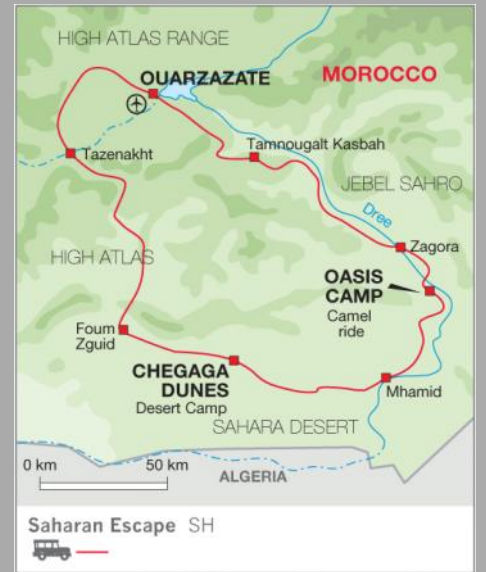 HIGH ATLAS RANGE
OUARZAZATE
MOROCCO
Tazenakht
Tamnougalt Kasbah
JEBEL SAHRO
Dree
Zagora
HIGH ATLAS
OASIS
CAMP
Camel
ride
Foum
Zguid
CHEGAGA
DUNES
Desert Camp
Mhamid
SAHARA DESERT
0 km
50 km
ALGERIA
Saharan Escape SH